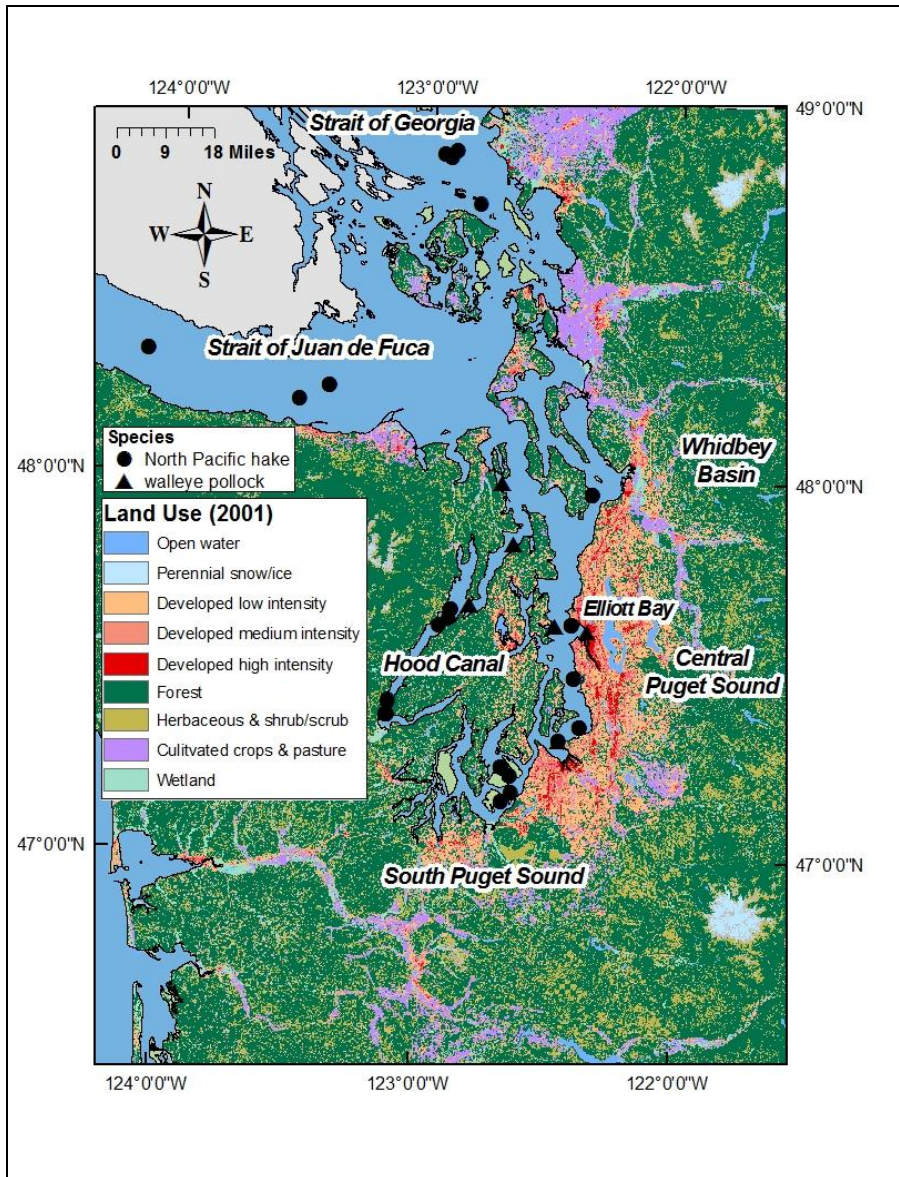 124°0'0"W 123°0'0"W 122°0'0"W
49°0'0"N
Strait of Georgia
0 9 18 Miles
N
W E
S
Strait of Juan de Fuca
Species
North Pacific hake
walleye pollock
48°0'0"N
Whidbey
Basin
48°0'0"N
Land Use (2001)
Open water
Perennial snow/ice
Developed low intensity
Developed medium intensity
Developed high intensity
Forest
Herbaceous & shrub/scrub
Culitvated crops & pasture
Wetland
Elliott Bay
Hood Canal
Central
Puget Sound
47°0'0"N
47°0'0"N
South Puget Sound
124°0'0"W 123°0'0"W 122°0'0"W